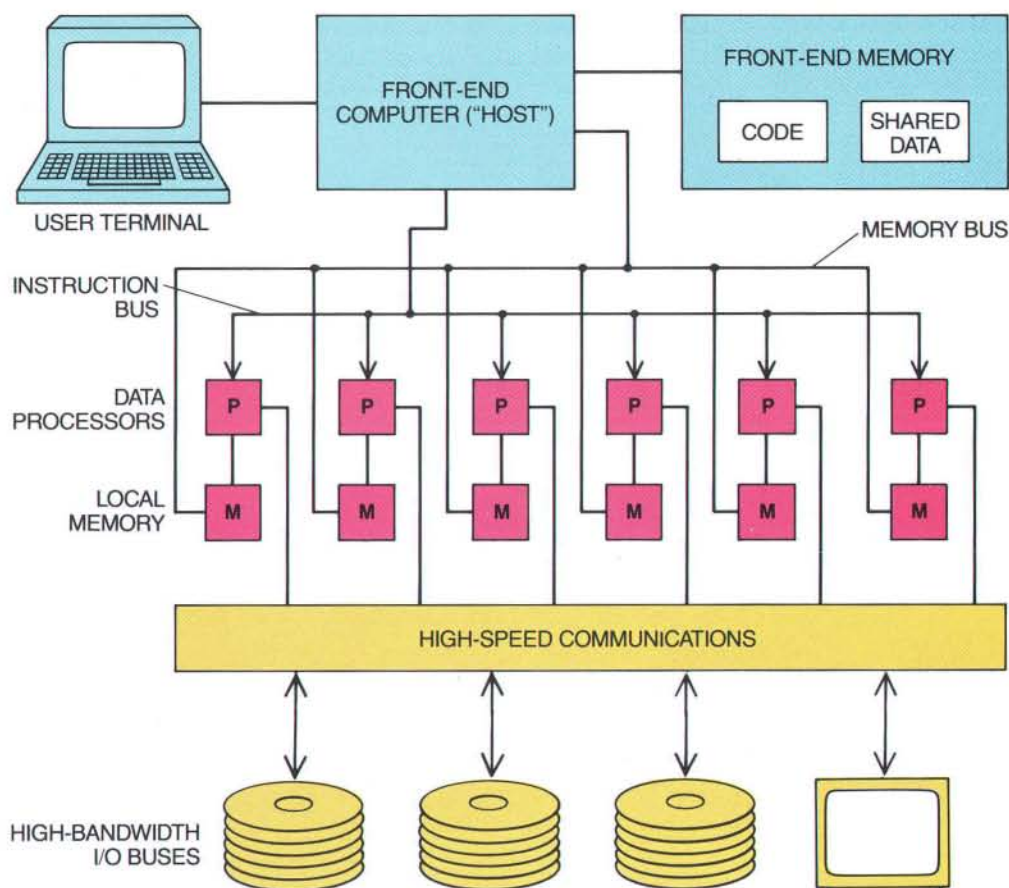 FRONT-END
COMPUTER ("HOST")
FRONT-END MEMORY
CODE
SHARED
DATA
USER TERMINAL
MEMORY BUS
INSTRUCTION
BUS
DATA
PROCESSORS
P P P P P P
LOCAL
MEMORY
M M M M M M
HIGH-SPEED COMMUNICATIONS
HIGH-BANDWIDTH
I/O BUSES